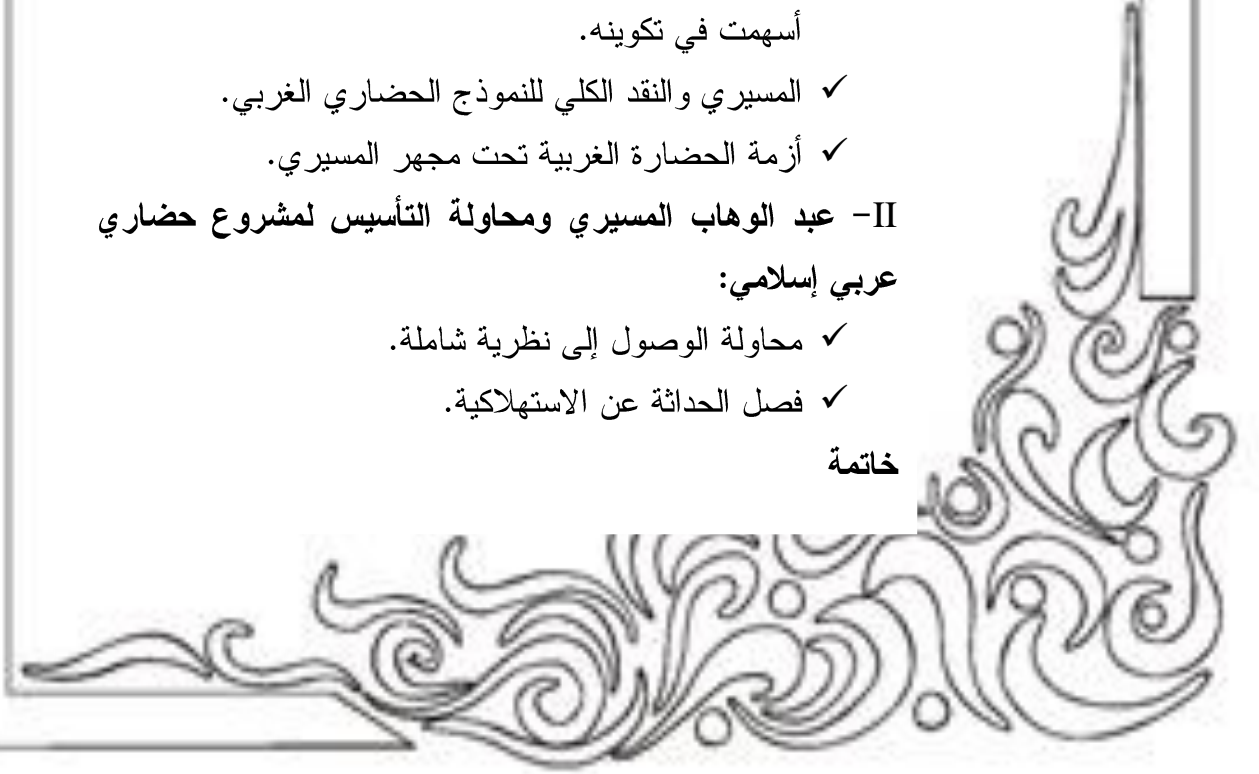 أسهمت في تكوينه.
✓ المسيري والنقد الكلي للنموذج الحضاري الغربي.
✓ أزمة الحضارة الغربية تحت مجهر المسيري.
II- عبد الوهاب المسيري ومحاولة التأسيس لمشروع حضاري
عربي إسلامي:
✓ محاولة الوصول إلى نظرية شاملة.
✓ فصل الحداثة عن الاستهلاكية.
خاتمة